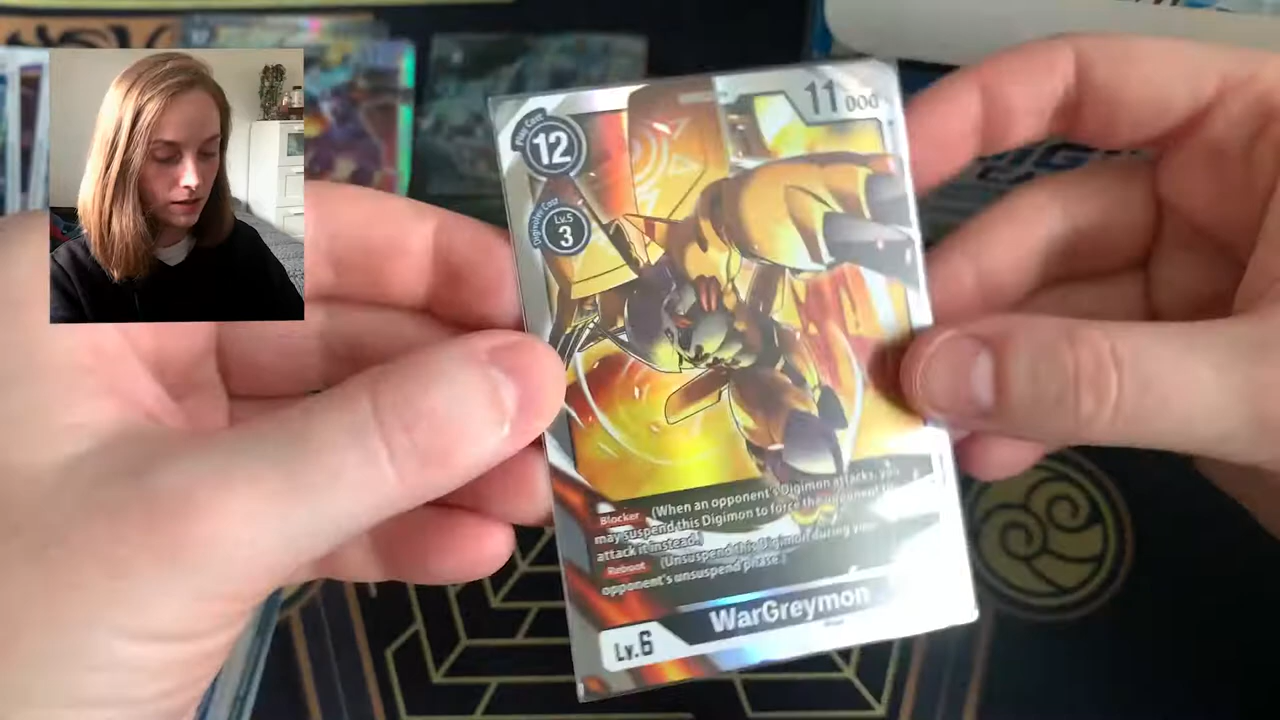 Play Cost
12
11000
Digivolve Cost
Lv.5
3
Blocker (When an opponent's Digimon attacks, you
may suspend this Digimon to force the opponent to
attack it instead.)
Reboot (Unsuspend this Digimon during your
opponent's unsuspend phase.)
WarGreymon
Lv.6